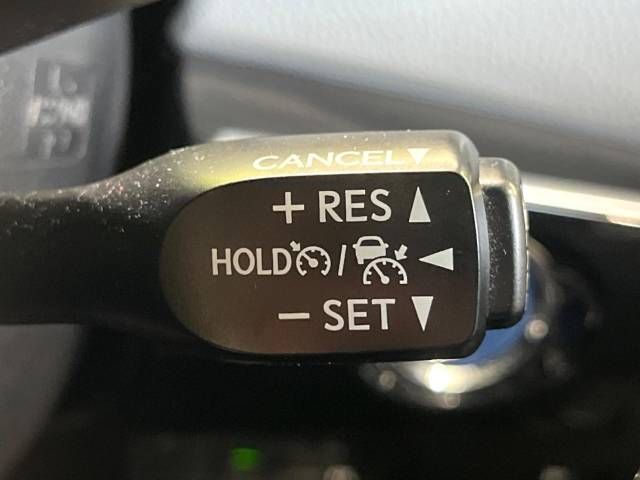 CANCEL▼
+ RES ▲
HOLD / ◀
− SET ▼